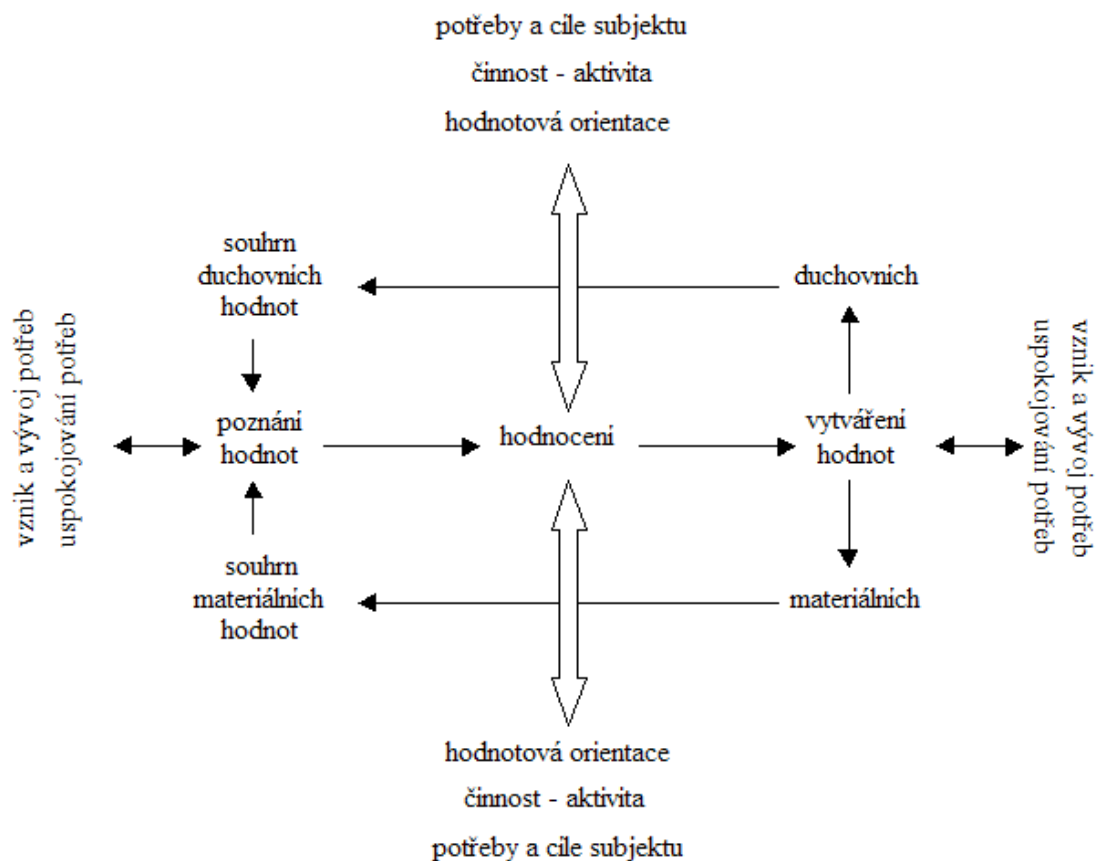 potřeby a cíle subjektu
činnost - aktivita
hodnotová orientace
souhrn
duchovních
hodnot
duchovních
vznik a vývoj potřeb
uspokojování potřeb
poznání
hodnot
hodnocení
vytváření
hodnot
vznik a vývoj potřeb
uspokojování potřeb
souhrn
materiálních
hodnot
materiálních
hodnotová orientace
činnost - aktivita
potřeby a cíle subjektu